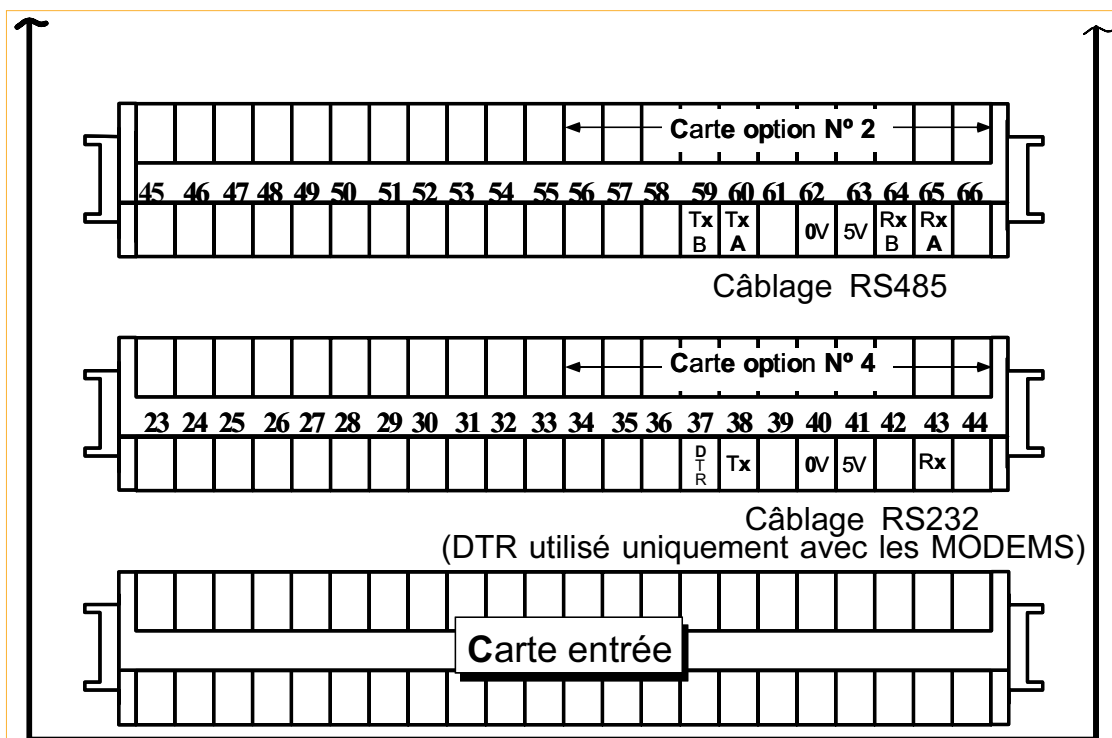 Carte option Nº 2
45 46 47 48 49 50 51 52 53 54 55 56 57 58 59 60 61 62 63 64 65 66
Tx B Tx A 0V 5V Rx B Rx A
Câblage RS485
Carte option Nº 4
23 24 25 26 27 28 29 30 31 32 33 34 35 36 37 38 39 40 41 42 43 44
DTR Tx 0V 5V Rx
Câblage RS232
(DTR utilisé uniquement avec les MODEMS)
Carte entrée